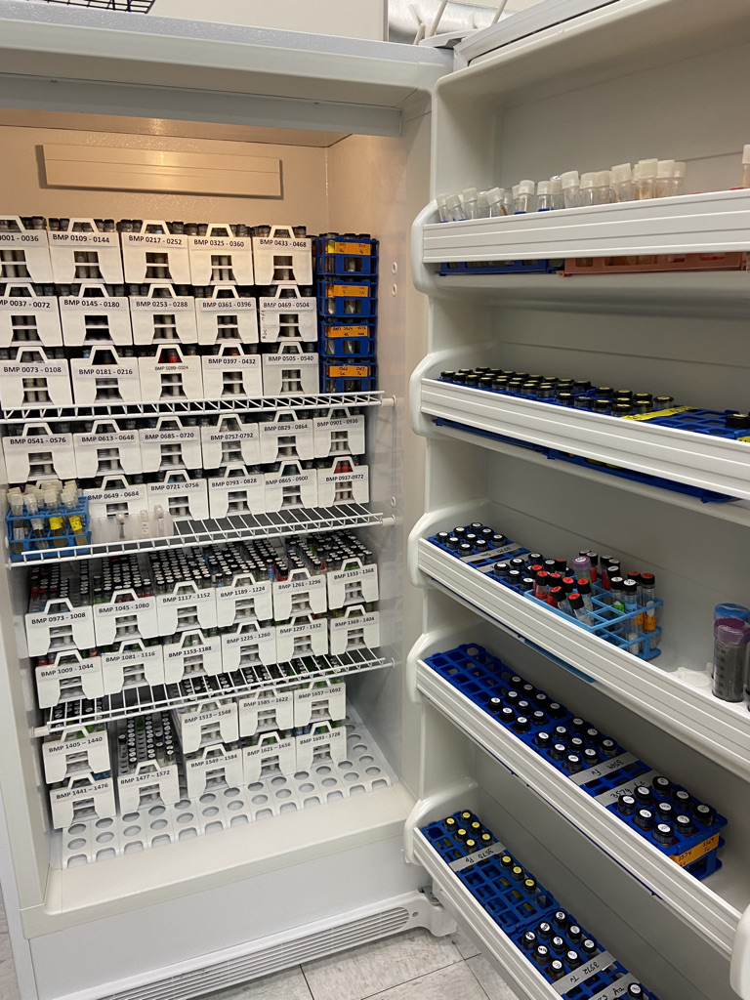 0001 - 0036
BMP 0109 - 0144
BMP 0217 - 0252
BMP 0325 - 0360
BMP 0433 - 0468
MP 0037 - 0072
BMP 0145 - 0180
BMP 0253 - 0288
BMP 0361 - 0396
BMP 0469 - 0504
BMP 0073 - 0108
BMP 0181 - 0216
BMP 0289-0324
BMP 0397 - 0432
BMP 0505 - 0540
BMP 0541 - 0576
BMP 0613 - 0648
BMP 0685 - 0720
BMP 0757-0792
BMP 0829 - 0864
BMP 0901 - 0936
BMP 0649 - 0684
BMP 0721 - 0756
BMP 0793 - 0828
BMP 0865 - 0900
BMP 0937-0972
BMP 0973 - 1008
BMP 1045 - 1080
BMP 1117 - 1152
BMP 1189 - 1224
BMP 1261 - 1296
BMP 1333 - 1368
BMP 1009 - 1044
BMP 1081 - 1116
BMP 1153-1188
BMP 1225 - 1260
BMP 1297 - 1332
BMP 1369 - 1404
BMP 1405 – 1440
BMP 1513 – 1548
BMP 1585 – 1622
BMP 1657 – 1692
BMP 1441 – 1476
BMP 1477 – 1572
BMP 1549 – 1584
BMP 1621 – 1656
BMP 1693 – 1728